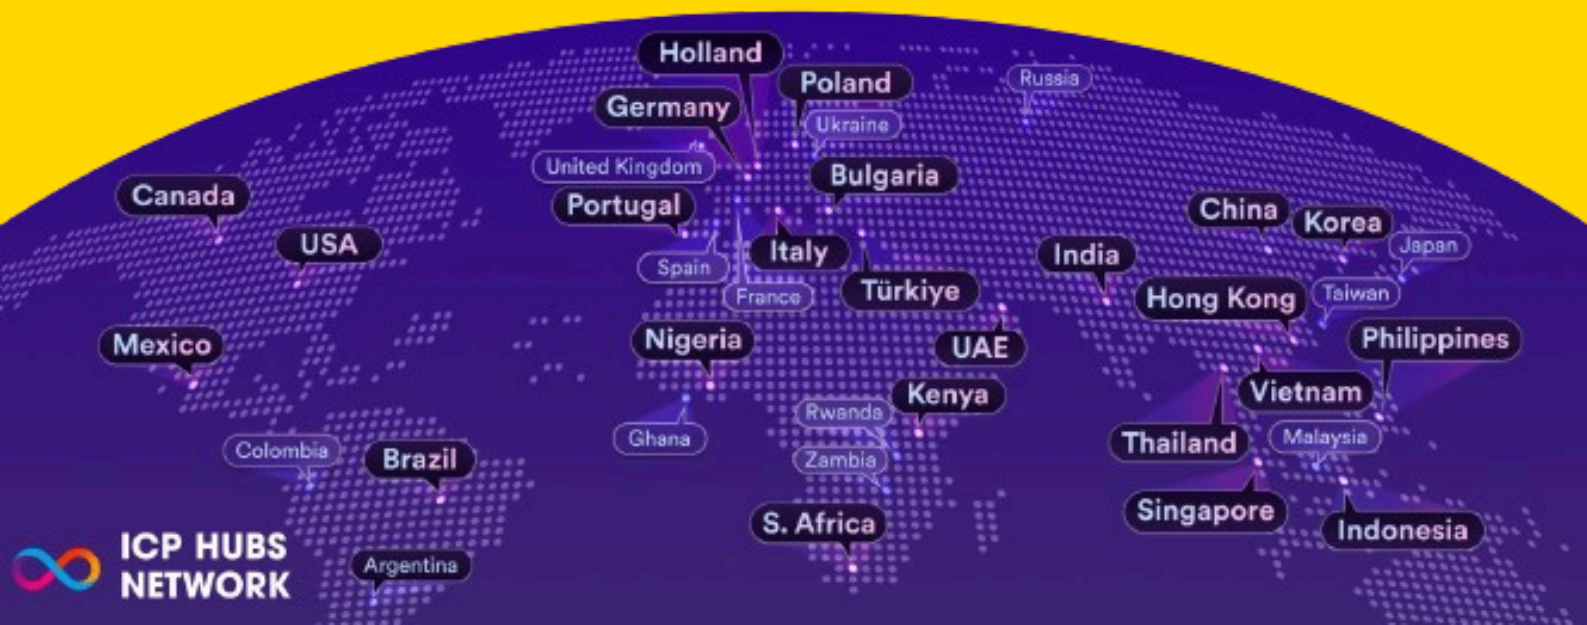 Holland
Poland
Russia
Germany
Ukraine
United Kingdom
Bulgaria
Canada
Portugal
China
Korea
USA
Italy
India
Japan
Spain
France
Türkiye
Hong Kong
Taiwan
Mexico
Nigeria
UAE
Philippines
Kenya
Vietnam
Rwanda
Ghana
Thailand
Malaysia
Colombia
Brazil
Zambia
Singapore
S. Africa
Indonesia
ICP HUBS
NETWORK
Argentina